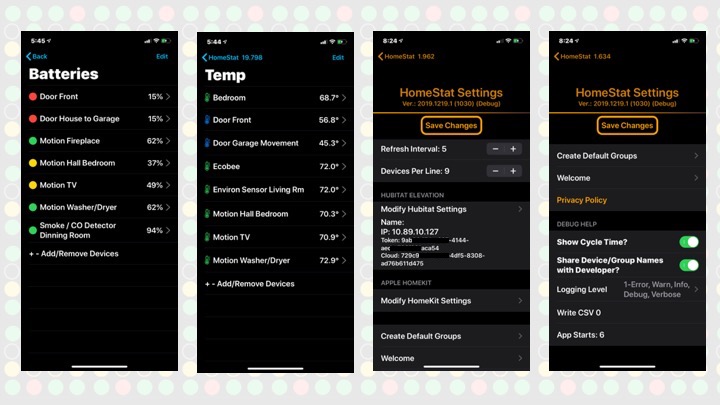 5:45
Back
Edit
Batteries
Door Front 15%
Door House to Garage 15%
Motion Fireplace 62%
Motion Hall Bedroom 37%
Motion TV 49%
Motion Washer/Dryer 62%
Smoke / CO Detector
Dinning Room 94%
+ - Add/Remove Devices
5:44
HomeStat 19.798
Edit
Temp
Bedroom 68.7°
Door Front 56.8°
Door Garage Movement 45.3°
Ecobee 72.0°
Environ Sensor Living Rm 72.0°
Motion Hall Bedroom 70.3°
Motion TV 70.9°
Motion Washer/Dryer 72.9°
+ - Add/Remove Devices
8:24
HomeStat 1.962
HomeStat Settings
Ver.: 2019.1219.1 (1030) (Debug)
Save Changes
Refresh Interval: 5 − +
Devices Per Line: 9 − +
HUBITAT ELEVATION
Modify Hubitat Settings
Name:
IP: 10.89.10.127
Token: 9ab -4144-
aec aca54
Cloud: 729c9 4df5-8308-
ad76b611d475
APPLE HOMEKIT
Modify HomeKit Settings
Create Default Groups
Welcome
8:24
HomeStat 1.634
HomeStat Settings
Ver.: 2019.1219.1 (1030) (Debug)
Save Changes
Create Default Groups
Welcome
Privacy Policy
DEBUG HELP
Show Cycle Time?
Share Device/Group Names
with Developer?
Logging Level 1-Error, Warn, Info,
Debug, Verbose
Write CSV 0
App Starts: 6